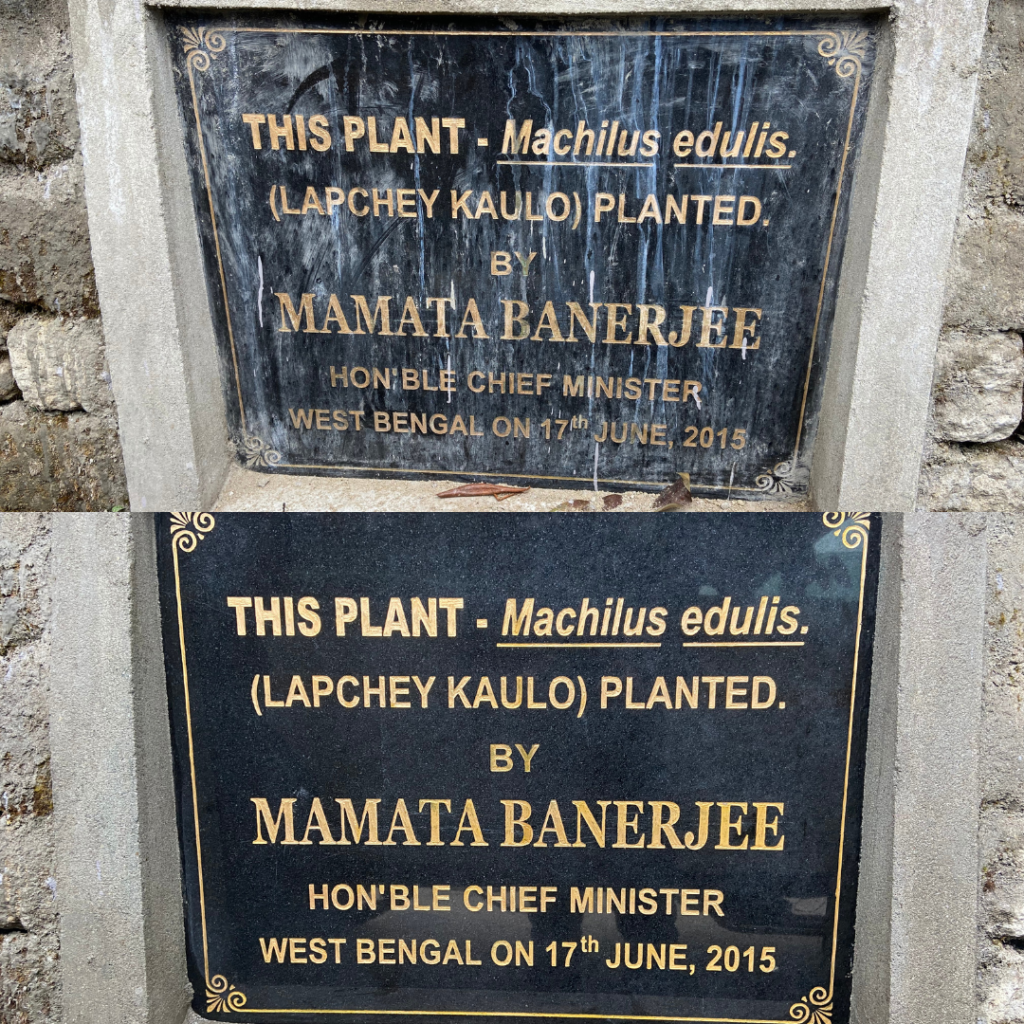 THIS PLANT - Machilus edulis.
(LAPCHEY KAULO) PLANTED.
BY
MAMATA BANERJEE
HON'BLE CHIEF MINISTER
WEST BENGAL ON 17th JUNE, 2015
THIS PLANT - Machilus edulis.
(LAPCHEY KAULO) PLANTED.
BY
MAMATA BANERJEE
HON'BLE CHIEF MINISTER
WEST BENGAL ON 17th JUNE, 2015